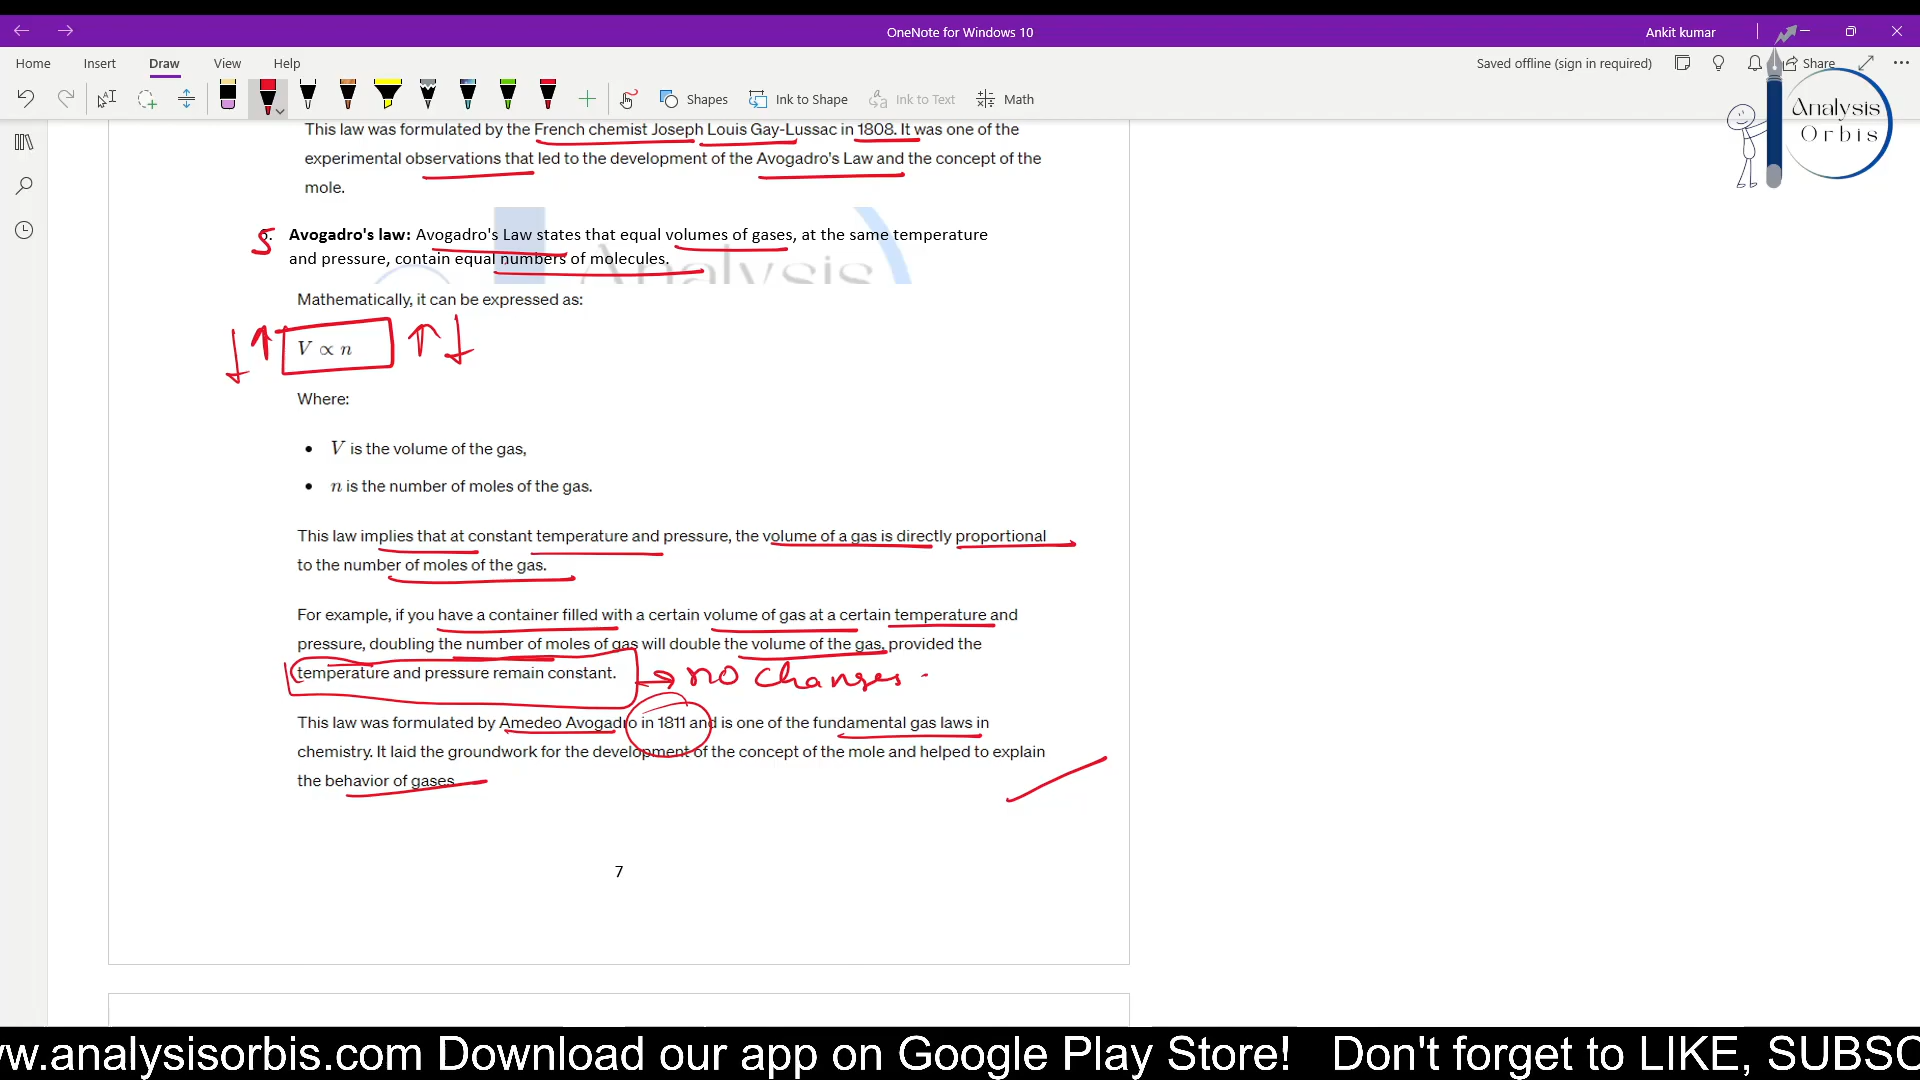 OneNote for Windows 10
Ankit kumar
Home Insert Draw View Help
Saved offline (sign in required)
Share
Shapes Ink to Shape Ink to Text Math
Analysis
Orbis
This law was formulated by the French chemist Joseph Louis Gay-Lussac in 1808. It was one of the
experimental observations that led to the development of the Avogadro's Law and the concept of the
mole.
5. Avogadro's law: Avogadro's Law states that equal volumes of gases, at the same temperature
and pressure, contain equal numbers of molecules.
Analysis
Mathematically, it can be expressed as:
↓ ↑ V ∝ n ↑ ↓
Where:
• V is the volume of the gas,
• n is the number of moles of the gas.
This law implies that at constant temperature and pressure, the volume of a gas is directly proportional
to the number of moles of the gas.
For example, if you have a container filled with a certain volume of gas at a certain temperature and
pressure, doubling the number of moles of gas will double the volume of the gas, provided the
temperature and pressure remain constant. → no changes.
This law was formulated by Amedeo Avogadro in 1811 and is one of the fundamental gas laws in
chemistry. It laid the groundwork for the development of the concept of the mole and helped to explain
the behavior of gases.
7
w.analysisorbis.com Download our app on Google Play Store! Don't forget to LIKE, SUBSC